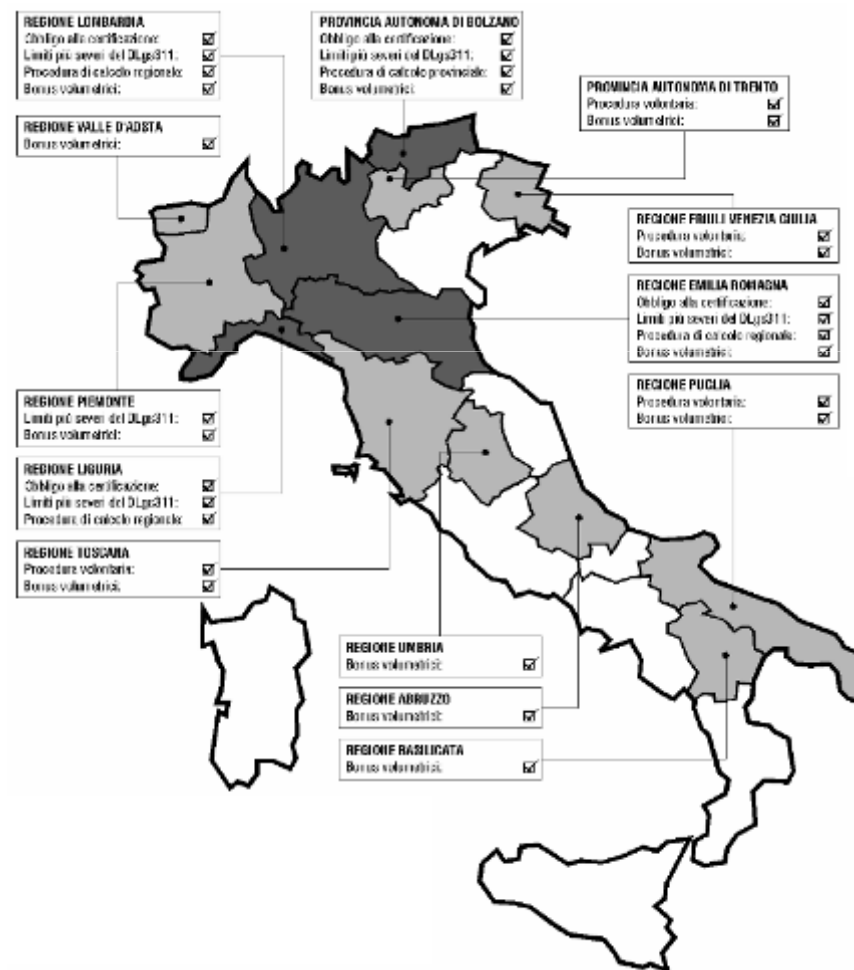 REGIONE LOMBARDIA
Obbligo alla certificazione: ☑
Limiti più severi del DLgs311: ☑
Procedura di calcolo regionale: ☑
Bonus volumetrici: ☑
PROVINCIA AUTONOMA DI BOLZANO
Obbligo alla certificazione: ☑
Limiti più severi del DLgs311: ☑
Procedura di calcolo provinciale: ☑
Bonus volumetrici: ☑
PROVINCIA AUTONOMA DI TRENTO
Procedura volontaria: ☑
Bonus volumetrici: ☑
REGIONE VALLE D'AOSTA
Bonus volumetrici: ☑
REGIONE FRIULI VENEZIA GIULIA
Procedura volontaria: ☑
Bonus volumetrici: ☑
REGIONE EMILIA ROMAGNA
Obbligo alla certificazione: ☑
Limiti più severi del DLgs311: ☑
Procedura di calcolo regionale: ☑
Bonus volumetrici: ☑
REGIONE PUGLIA
Procedura volontaria: ☑
Bonus volumetrici: ☑
REGIONE PIEMONTE
Limiti più severi del DLgs311: ☑
Bonus volumetrici: ☑
REGIONE LIGURIA
Obbligo alla certificazione: ☑
Limiti più severi del DLgs311: ☑
Procedura di calcolo regionale: ☑
REGIONE TOSCANA
Procedura volontaria: ☑
Bonus volumetrici: ☑
REGIONE UMBRIA
Bonus volumetrici: ☑
REGIONE ABRUZZO
Bonus volumetrici: ☑
REGIONE BASILICATA
Bonus volumetrici: ☑